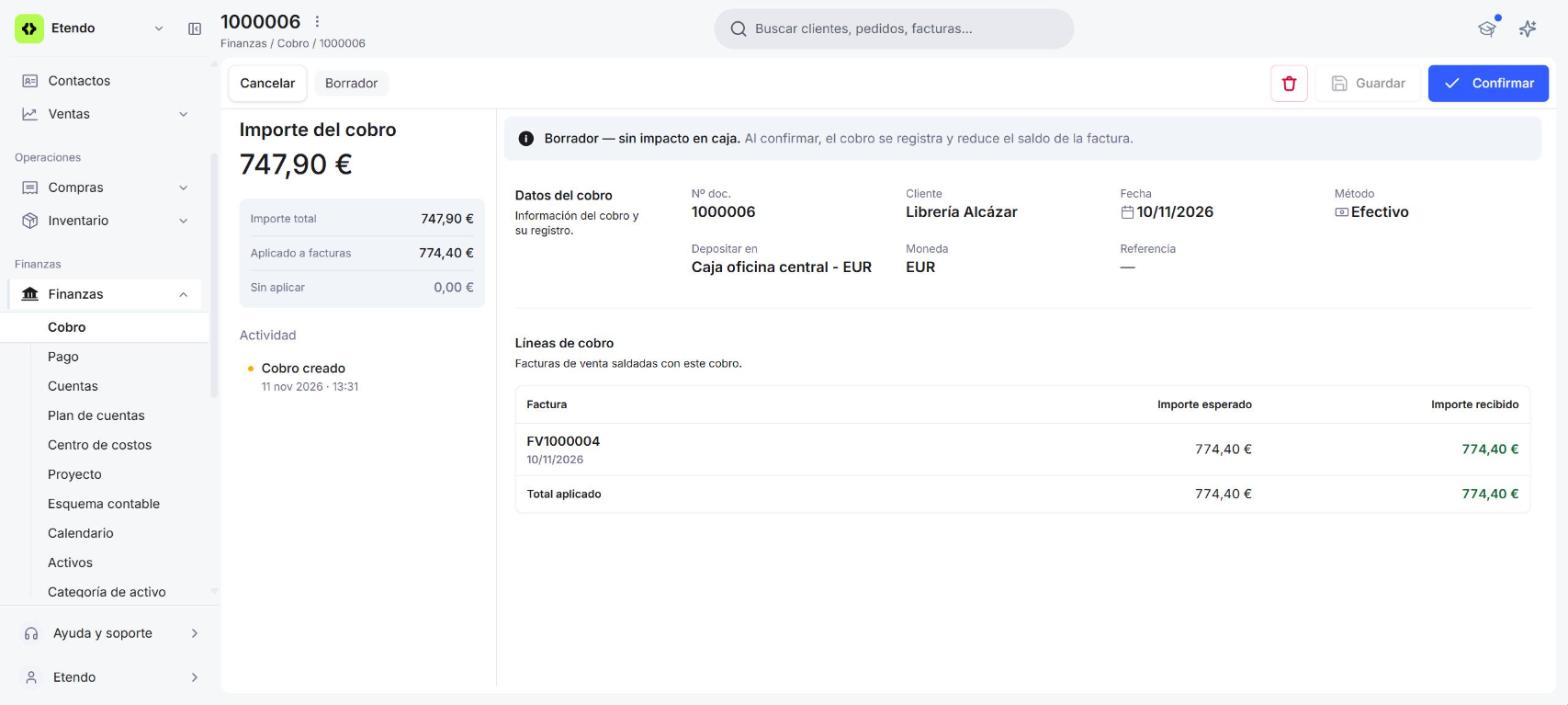 Etendo
1000006
Finanzas / Cobro / 1000006
Buscar clientes, pedidos, facturas...
Contactos
Ventas
Operaciones
Compras
Inventario
Finanzas
Finanzas
Cobro
Pago
Cuentas
Plan de cuentas
Centro de costos
Proyecto
Esquema contable
Calendario
Activos
Categoría de activo
Ayuda y soporte
Etendo
Cancelar
Borrador
Guardar
Confirmar
Importe del cobro
747,90 €
Importe total 747,90 €
Aplicado a facturas 774,40 €
Sin aplicar 0,00 €
Actividad
Cobro creado
11 nov 2026 · 13:31
Borrador — sin impacto en caja. Al confirmar, el cobro se registra y reduce el saldo de la factura.
Datos del cobro
Información del cobro y
su registro.
Nº doc. Cliente Fecha Método
1000006 Librería Alcázar 10/11/2026 Efectivo
Depositar en Moneda Referencia
Caja oficina central - EUR EUR —
Líneas de cobro
Facturas de venta saldadas con este cobro.
Factura Importe esperado Importe recibido
FV1000004 774,40 € 774,40 €
10/11/2026
Total aplicado 774,40 € 774,40 €